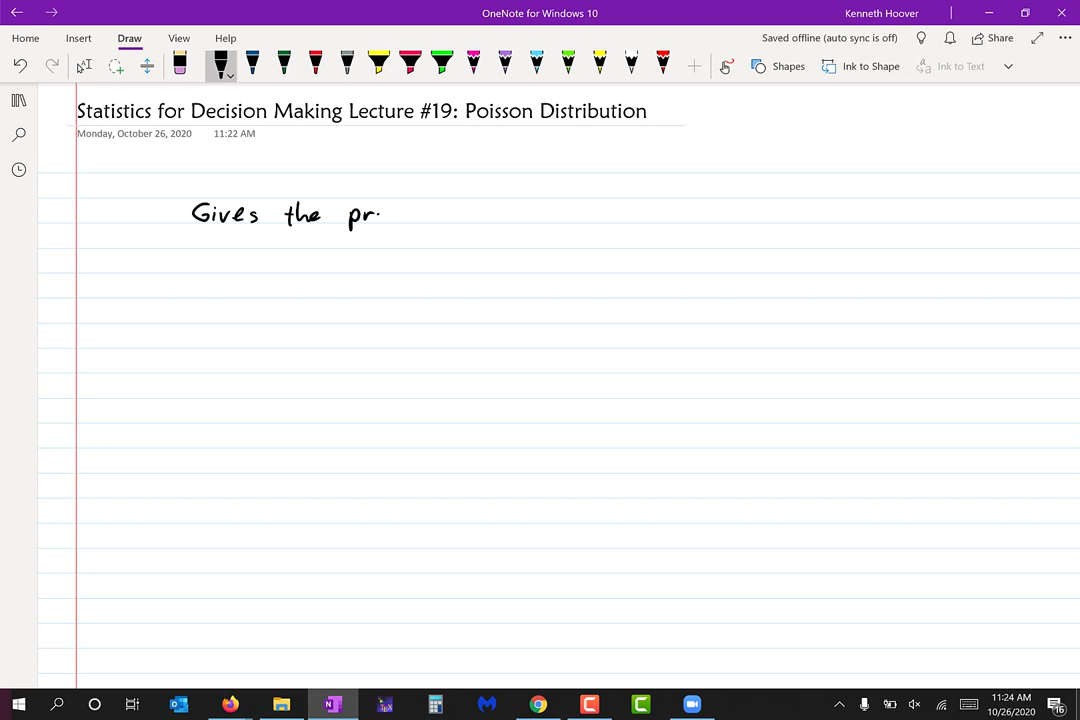 OneNote for Windows 10
Kenneth Hoover
Home Insert Draw View Help
Saved offline (auto sync is off)
Share
Shapes
Ink to Shape
Ink to Text
Statistics for Decision Making Lecture #19: Poisson Distribution
Monday, October 26, 2020 11:22 AM
Gives the pr
11:24 AM
10/26/2020
16